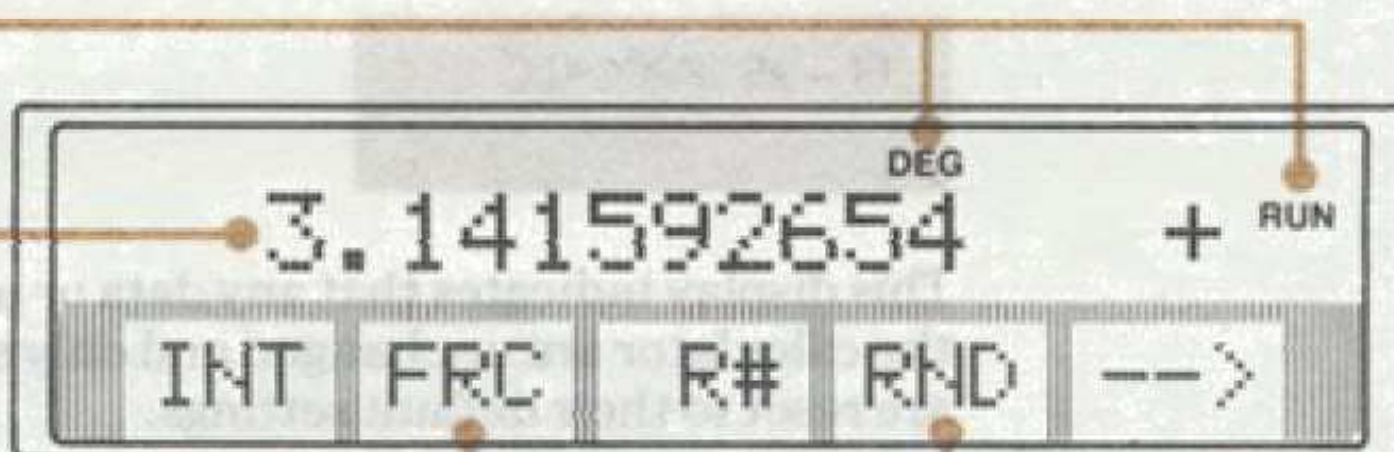 DEG
3.141592654 + RUN
INT FRC R# RND -->